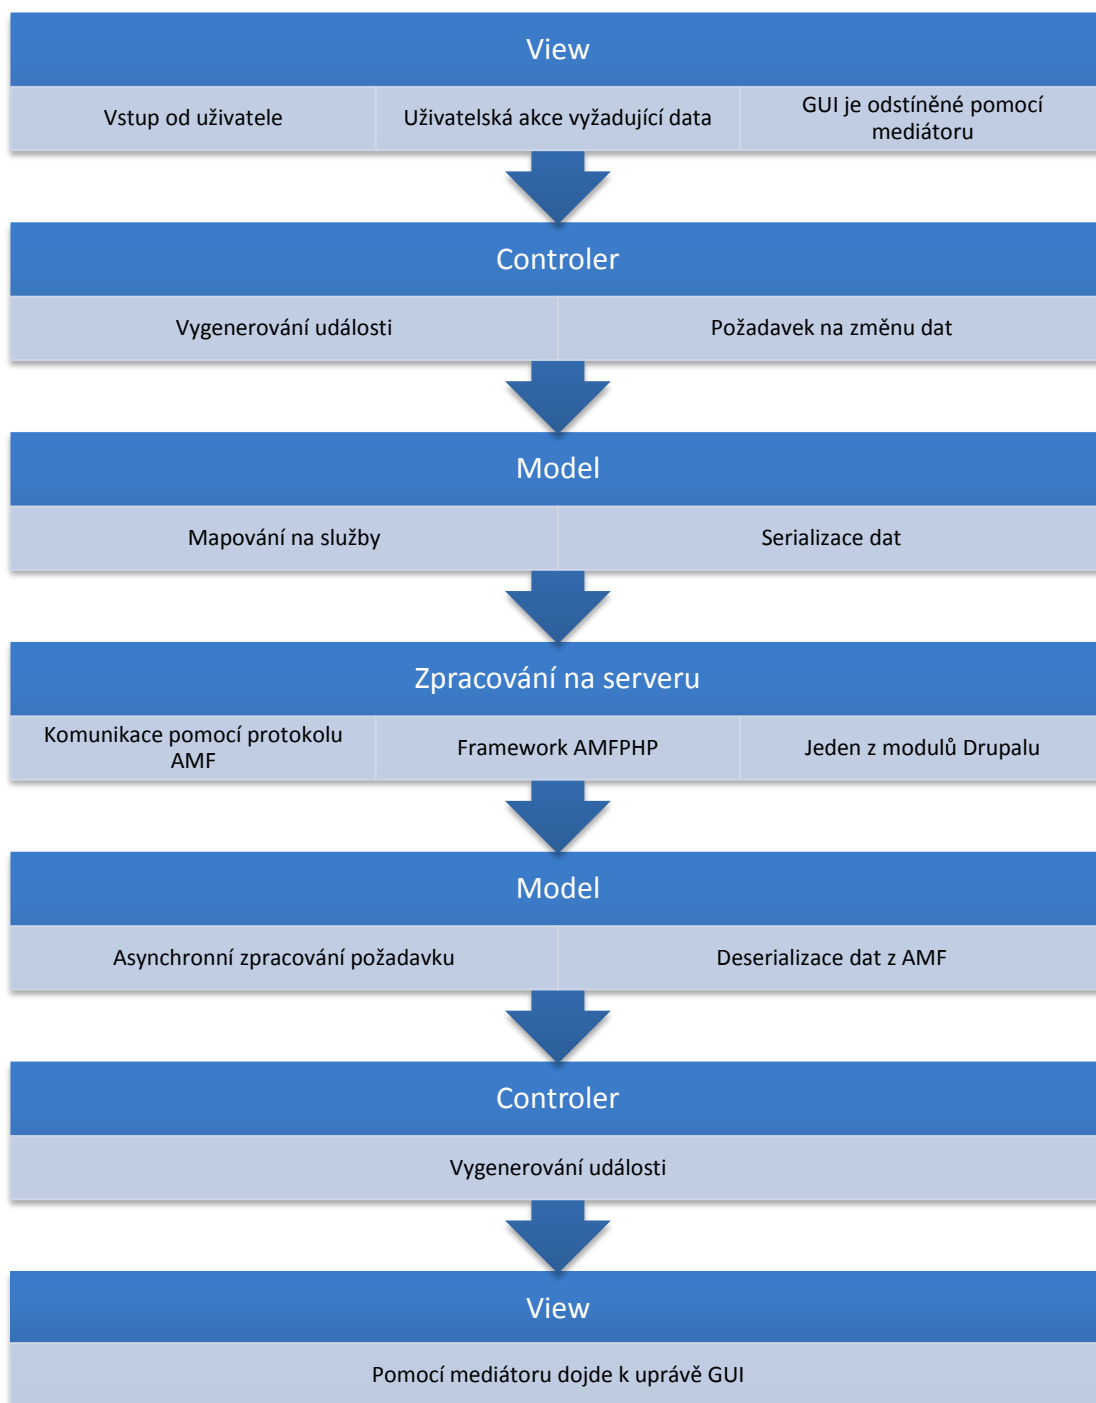 View
Vstup od uživatele
Uživatelská akce vyžadující data
GUI je odstíněné pomocí
mediátoru
Controler
Vygenerování události
Požadavek na změnu dat
Model
Mapování na služby
Serializace dat
Zpracování na serveru
Komunikace pomocí protokolu
AMF
Framework AMFPHP
Jeden z modulů Drupalu
Model
Asynchronní zpracování požadavku
Deserializace dat z AMF
Controler
Vygenerování události
View
Pomocí mediátoru dojde k uprávě GUI